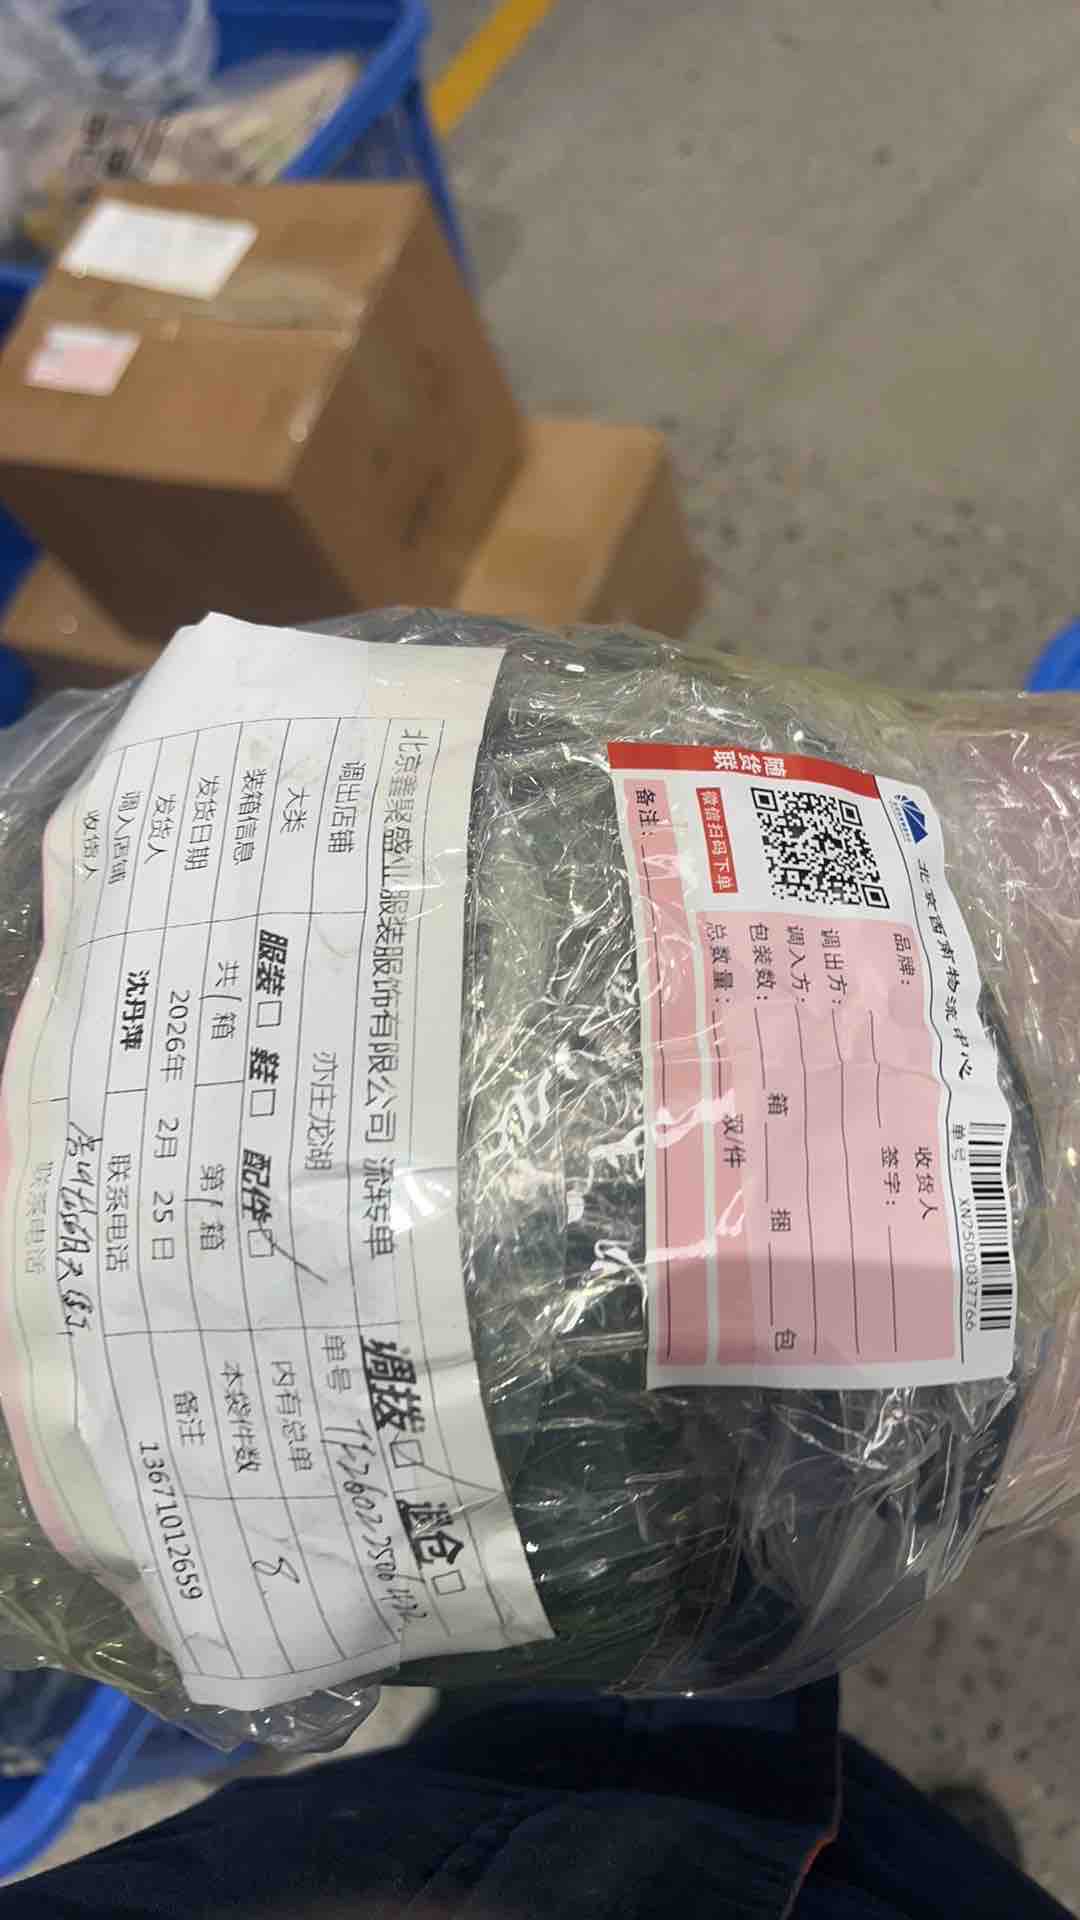 北京鑫聚盛业服装服饰有限公司 流转单 调拨□ 退仓□
调出店铺 亦庄龙湖 单号
大类 服装□ 鞋□ 配件□ 内有总单
装箱信息 共1箱 第1箱 本袋件数 8
发货日期 2026年 2月 25日 备注
发货人 沈丹萍 联系电话 13671012659
调入店铺
收货人 联系电话
北京西南物流中心
单号:
XN2500037766
随货联
微信扫码下单
品牌: 收货人
签字:
调出方:
调入方:
包装数: 箱 捆 包
总数量: 双/件
备注: